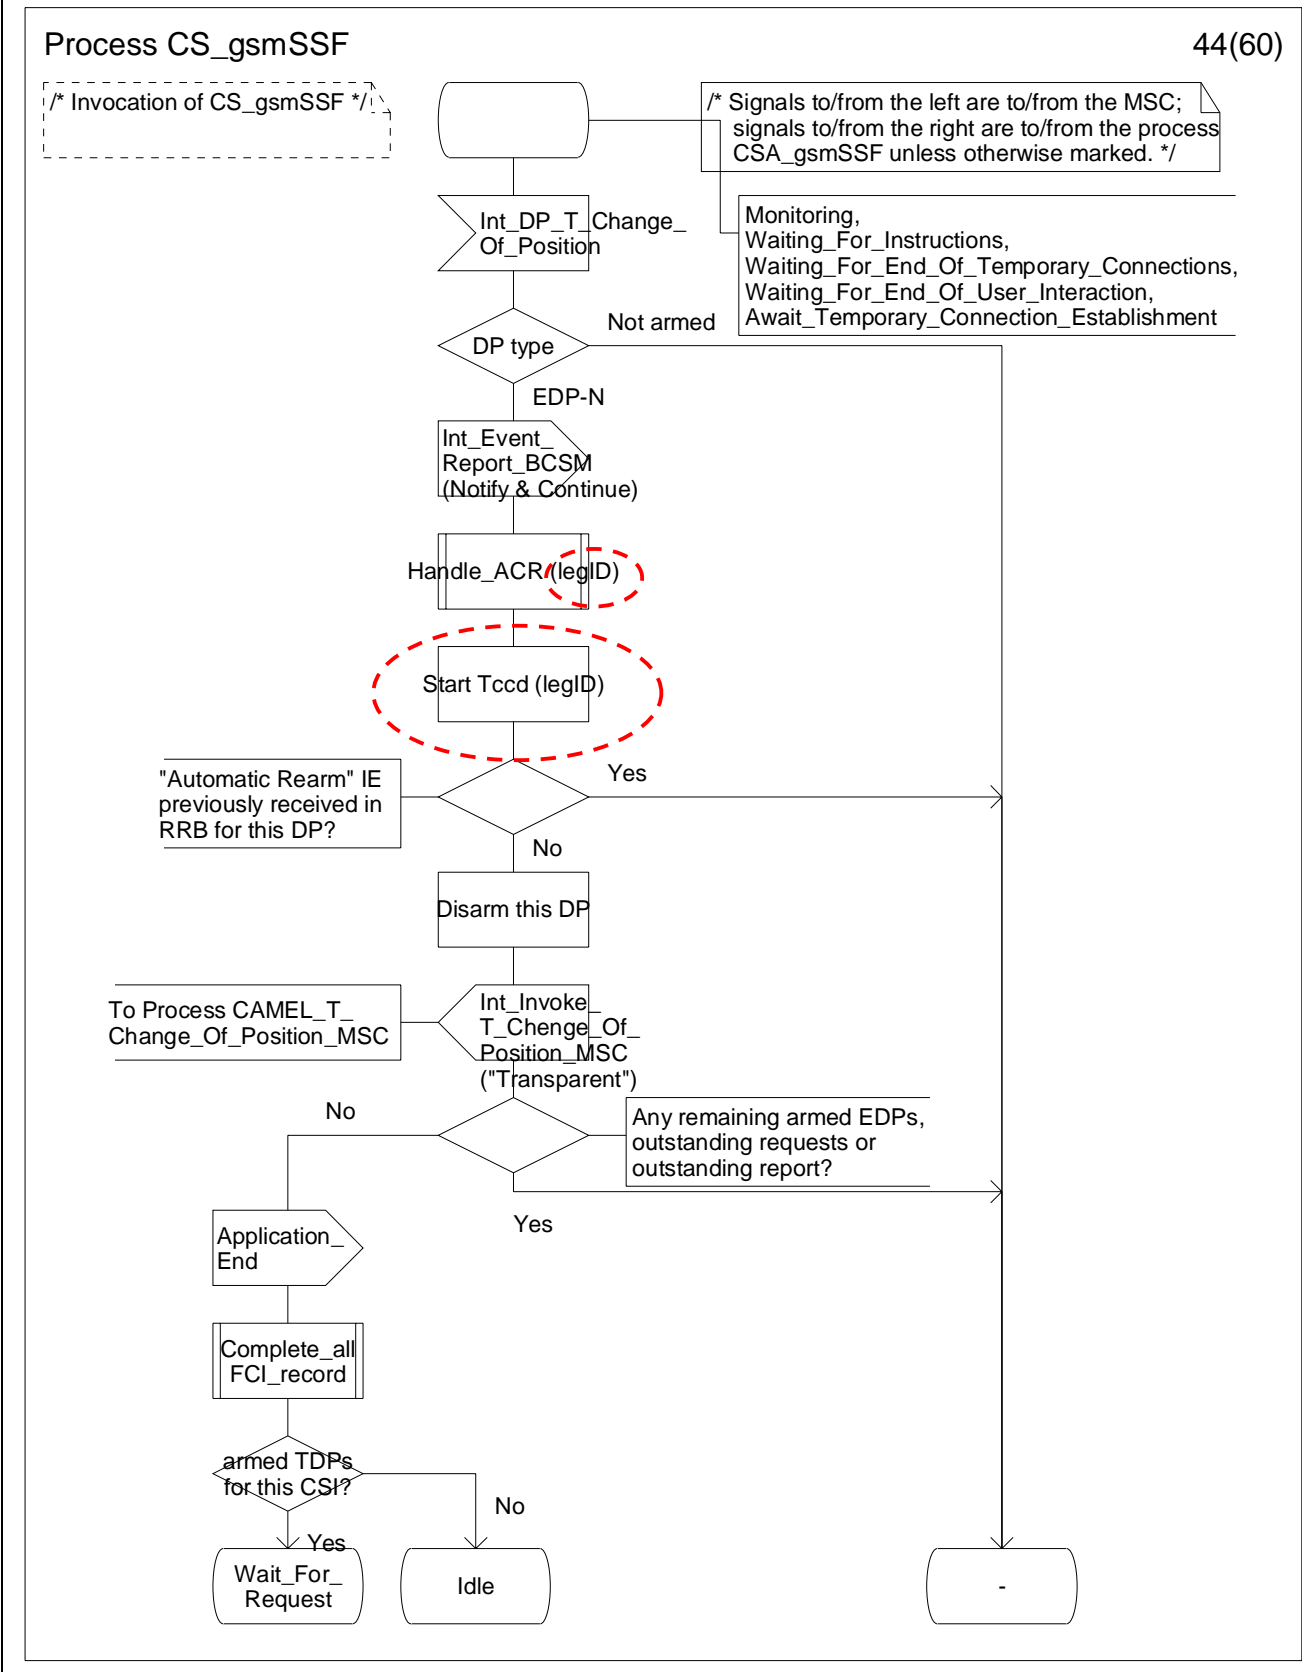 Process CS_gsmSSF
44(60)
/* Invocation of CS_gsmSSF */
/* Signals to/from the left are to/from the MSC;
signals to/from the right are to/from the process
CSA_gsmSSF unless otherwise marked. */
Int_DP_T_Change_
Of_Position
Monitoring,
Waiting_For_Instructions,
Waiting_For_End_Of_Temporary_Connections,
Waiting_For_End_Of_User_Interaction,
Await_Temporary_Connection_Establishment
Not armed
DP type
EDP-N
Int_Event_
Report_BCSM
(Notify & Continue)
Handle_ACR (legID)
Start Tccd (legID)
"Automatic Rearm" IE
previously received in
RRB for this DP?
Yes
No
Disarm this DP
To Process CAMEL_T_
Change_Of_Position_MSC
Int_Invoke_
T_Chenge_Of_
Position_MSC
("Transparent")
No
Any remaining armed EDPs,
outstanding requests or
outstanding report?
Yes
Application_
End
Complete_all
FCI_record
armed TDPs
for this CSI?
No
Yes
Wait_For_
Request
Idle
-